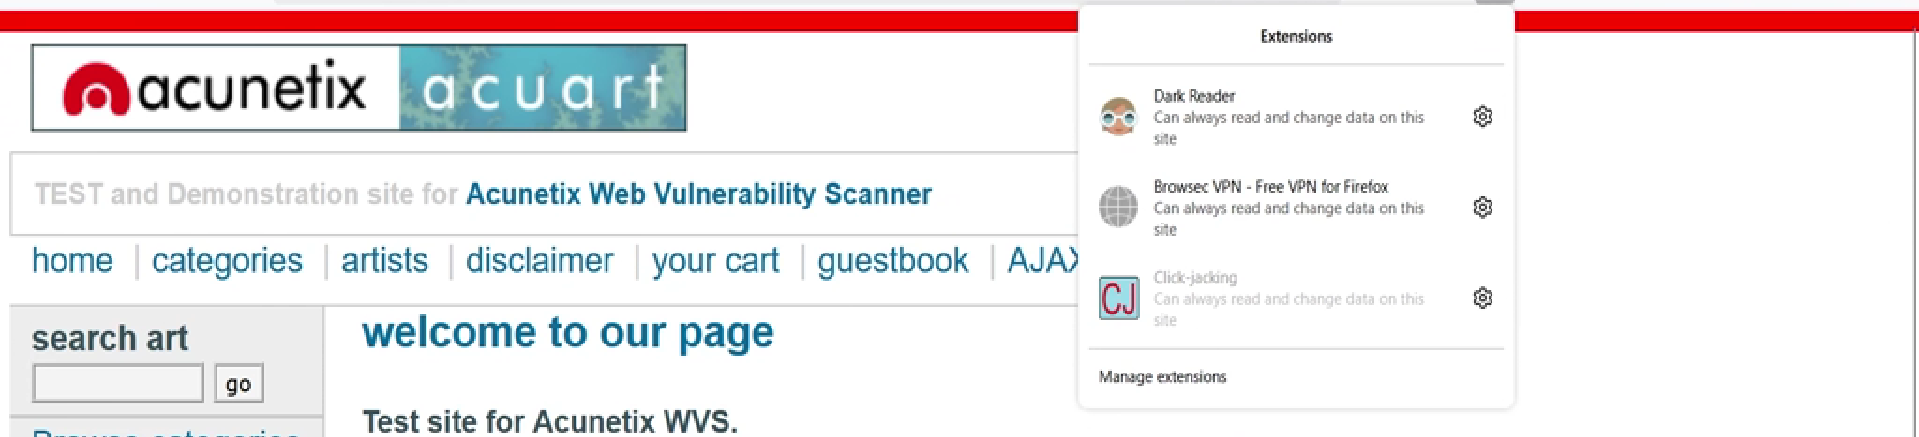 acunetix acuart
TEST and Demonstration site for Acunetix Web Vulnerability Scanner
home categories artists disclaimer your cart guestbook AJAX
search art
go
Browse categories
welcome to our page
Test site for Acunetix WVS.
Extensions
Dark Reader
Can always read and change data on this
site
Browsec VPN - Free VPN for Firefox
Can always read and change data on this
site
CJ
Click-jacking
Can always read and change data on this
site
Manage extensions